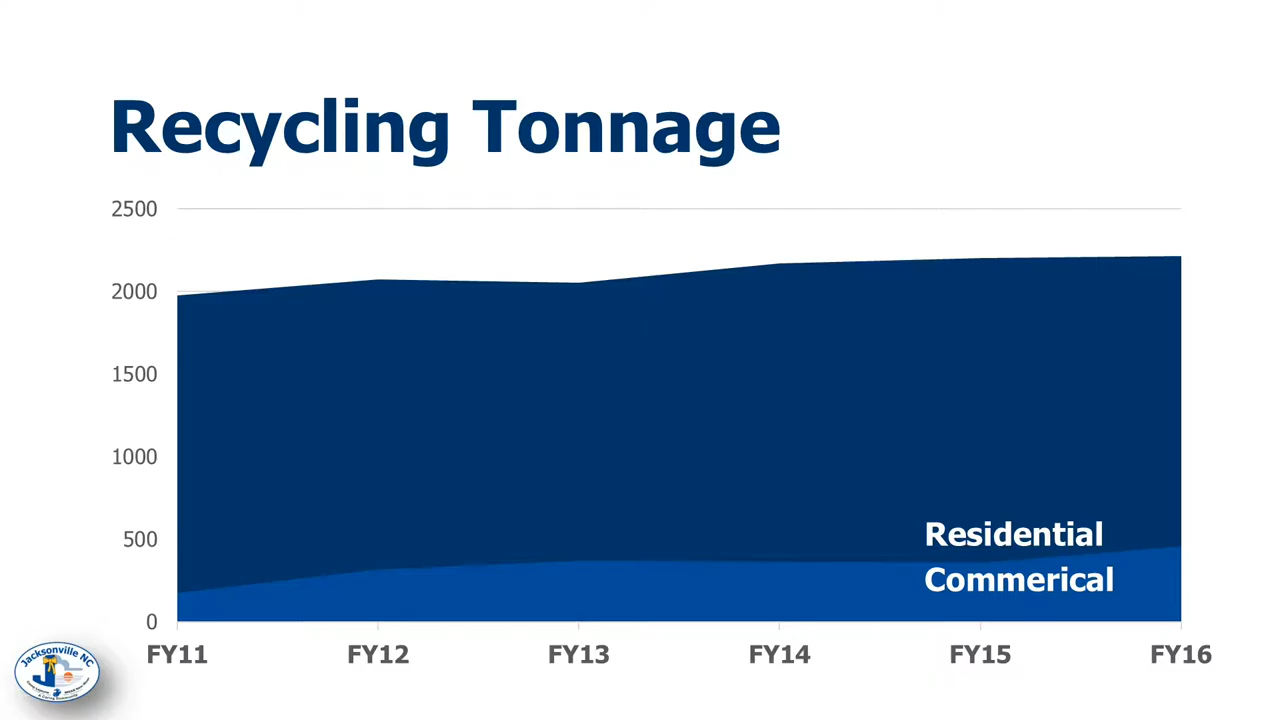 Recycling Tonnage
2500
2000
1500
1000
500
0
Residential
Commerical
FY11 FY12 FY13 FY14 FY15 FY16
Jacksonville NC